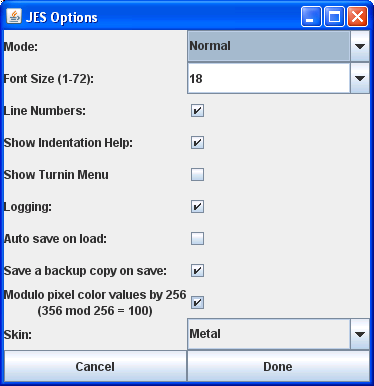 JES Options
Mode: Normal
Font Size (1-72): 18
Line Numbers:
Show Indentation Help:
Show Turnin Menu
Logging:
Auto save on load:
Save a backup copy on save:
Modulo pixel color values by 256
(356 mod 256 = 100)
Skin: Metal
Cancel Done